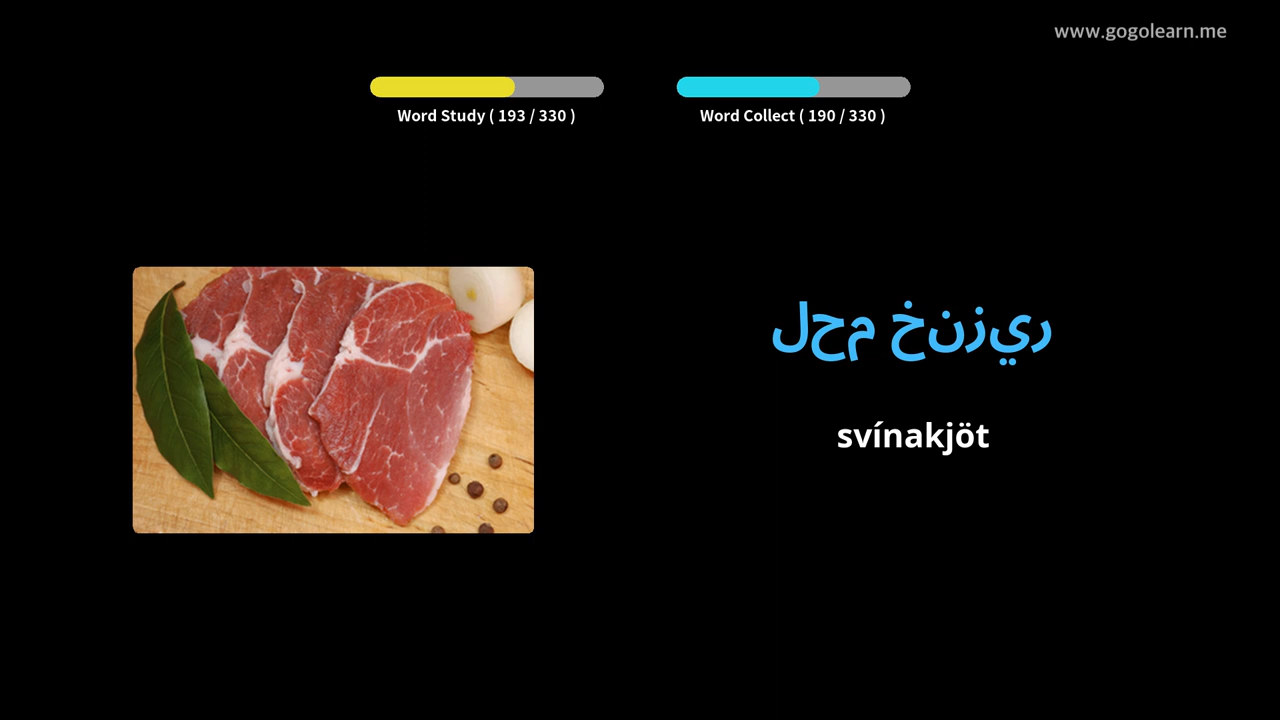 www.gogolearn.me
Word Study ( 193 / 330 )
Word Collect ( 190 / 330 )
لحم خنزير
svínakjöt